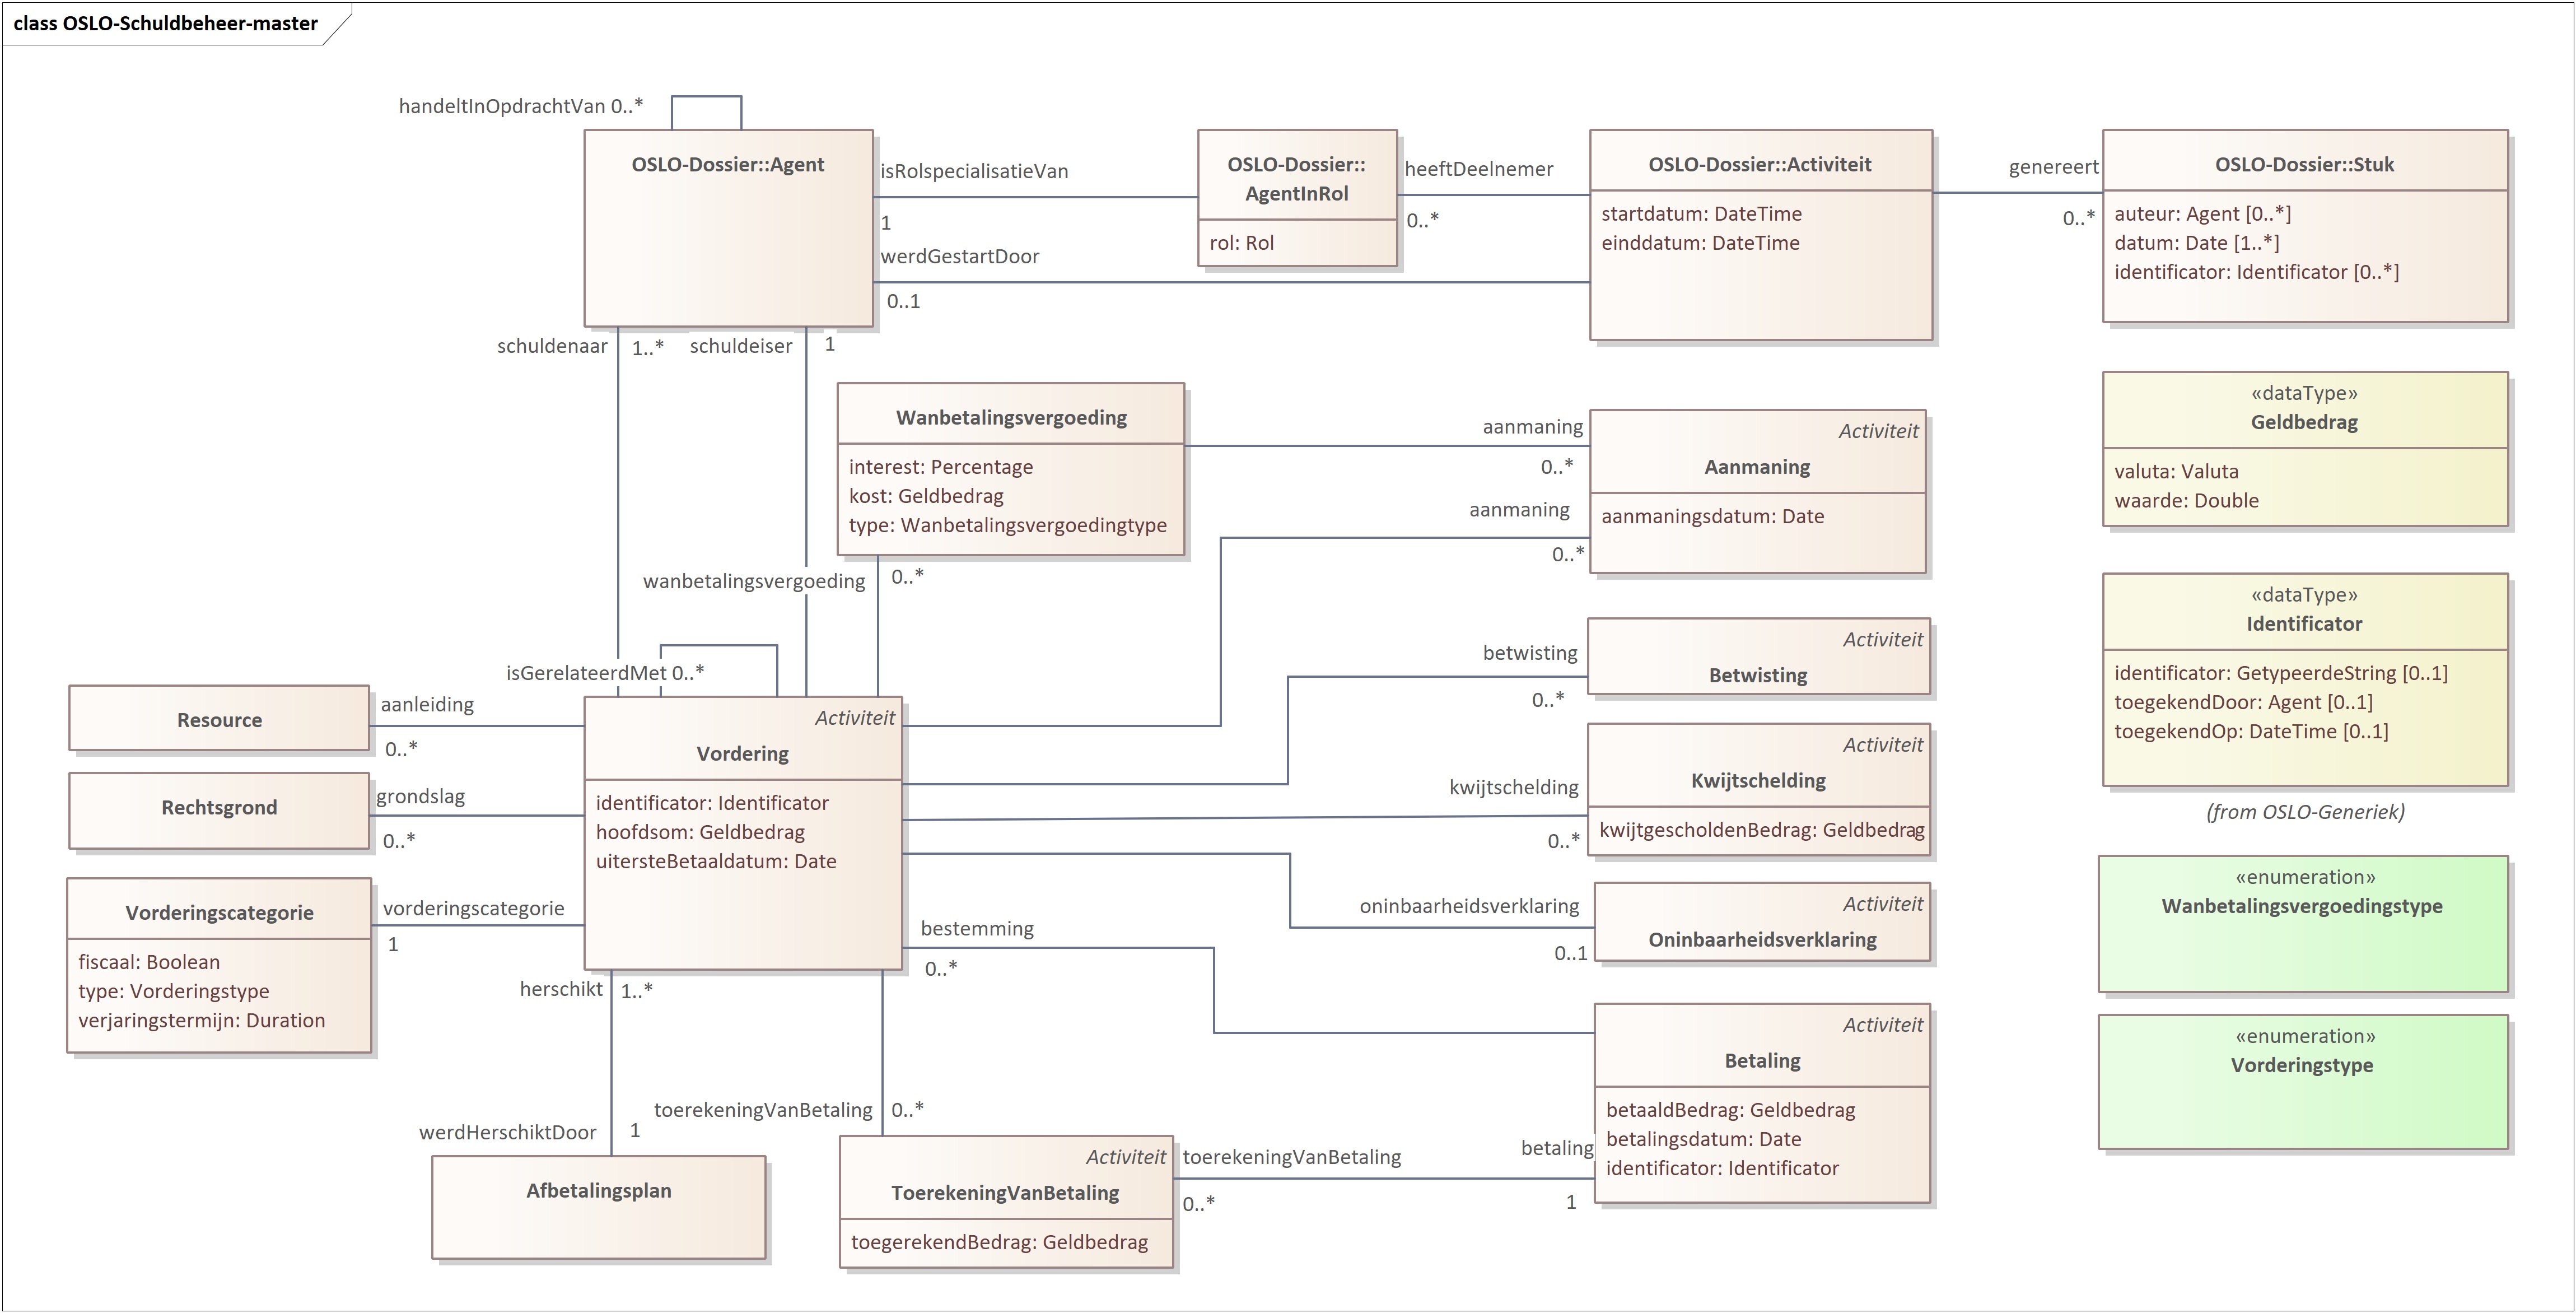 class OSLO-Schuldbeheer-master
handeltInOpdrachtVan 0..*
OSLO-Dossier::Agent
isRolspecialisatieVan
1
werdGestartDoor
0..1
OSLO-Dossier::
AgentInRol
rol: Rol
heeftDeelnemer
0..*
OSLO-Dossier::Activiteit
startdatum: DateTime
einddatum: DateTime
genereert
0..*
OSLO-Dossier::Stuk
auteur: Agent [0..*]
datum: Date [1..*]
identificator: Identificator [0..*]
schuldenaar
1..*
schuldeiser
1
Wanbetalingsvergoeding
interest: Percentage
kost: Geldbedrag
type: Wanbetalingsvergoedingtype
aanmaning
0..*
aanmaning
0..*
Activiteit
Aanmaning
aanmaningsdatum: Date
«dataType»
Geldbedrag
valuta: Valuta
waarde: Double
wanbetalingsvergoeding
0..*
isGerelateerdMet 0..*
betwisting
0..*
Activiteit
Betwisting
«dataType»
Identificator
identificator: GetypeerdeString [0..1]
toegekendDoor: Agent [0..1]
toegekendOp: DateTime [0..1]
(from OSLO-Generiek)
Resource
aanleiding
0..*
Rechtsgrond
grondslag
0..*
Vorderingscategorie
fiscaal: Boolean
type: Vorderingstype
verjaringstermijn: Duration
vorderingscategorie
1
Activiteit
Vordering
identificator: Identificator
hoofdsom: Geldbedrag
uitersteBetaaldatum: Date
kwijtschelding
0..*
Activiteit
Kwijtschelding
kwijtgescholdenBedrag: Geldbedrag
oninbaarheidsverklaring
0..1
Activiteit
Oninbaarheidsverklaring
«enumeration»
Wanbetalingsvergoedingstype
bestemming
0..*
Activiteit
Betaling
betaaldBedrag: Geldbedrag
betalingsdatum: Date
identificator: Identificator
«enumeration»
Vorderingstype
herschikt
1..*
werdHerschiktDoor
1
Afbetalingsplan
toerekeningVanBetaling
0..*
Activiteit
ToerekeningVanBetaling
toegerekendBedrag: Geldbedrag
toerekeningVanBetaling
0..*
betaling
1